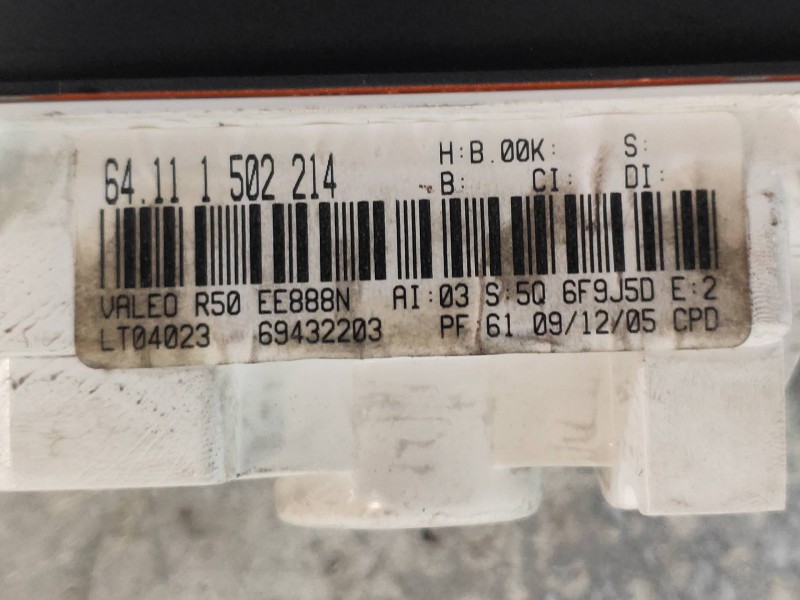 64.11 1 502 214 H:B.00K: S:
B: CI: DI:
VALEO R50 EE888N AI:03 S:5Q 6F9J5D E:2
LT04023 69432203 PF:61 09/12/05 CPD